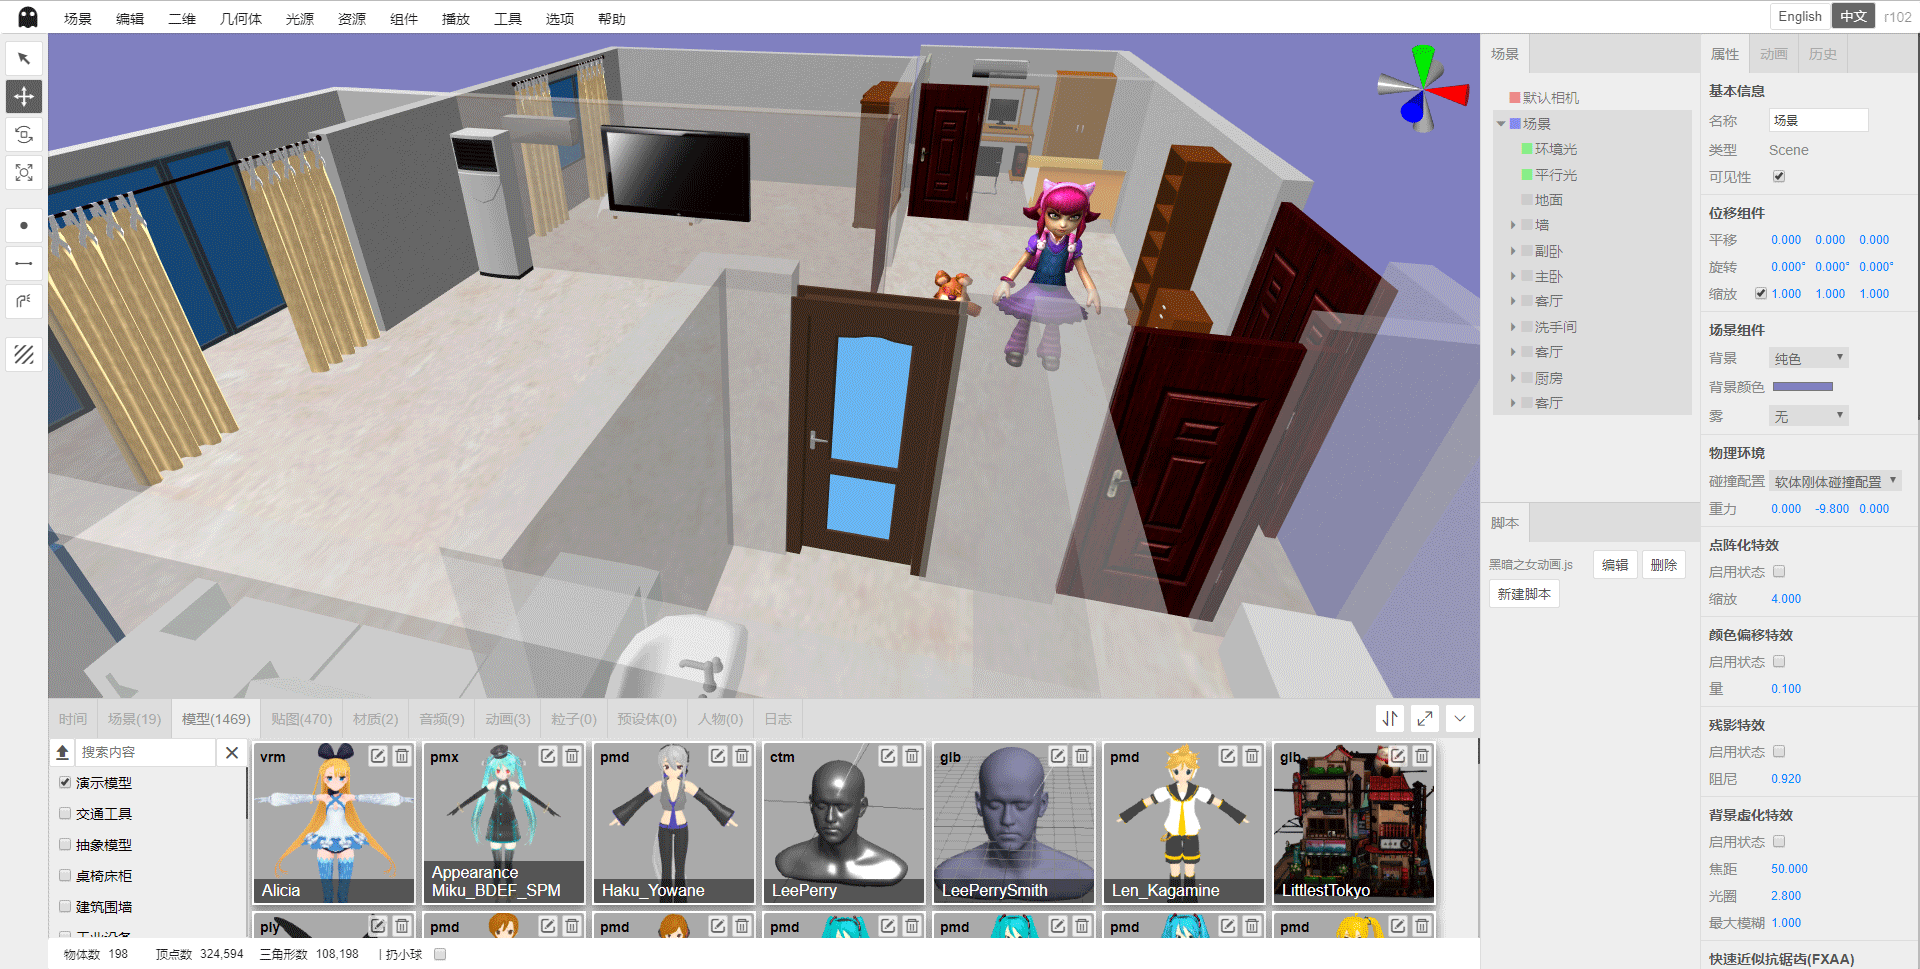 场景 编辑 二维 几何体 光源 资源 组件 播放 工具 选项 帮助 English 中文 r102
场景
默认相机
场景
环境光
平行光
地面
墙
副卧
主卧
客厅
洗手间
客厅
厨房
客厅
脚本
黑暗之女动画.js 编辑 删除
新建脚本
属性 动画 历史
基本信息
名称 场景
类型 Scene
可见性
位移组件
平移 0.000 0.000 0.000
旋转 0.000° 0.000° 0.000°
缩放 1.000 1.000 1.000
场景组件
背景 纯色
背景颜色
雾 无
物理环境
碰撞配置 软体刚体碰撞配置
重力 0.000 -9.800 0.000
点阵化特效
启用状态
缩放 4.000
颜色偏移特效
启用状态
量 0.100
残影特效
启用状态
阻尼 0.920
背景虚化特效
启用状态
焦距 50.000
光圈 2.800
最大模糊 1.000
快速近似抗锯齿(FXAA)
时间 场景(19) 模型(1469) 贴图(470) 材质(2) 音频(9) 动画(3) 粒子(0) 预设体(0) 人物(0) 日志
搜索内容
演示模型
交通工具
抽象模型
桌椅床柜
建筑围墙
工业设备
vrm pmx pmd ctm glb pmd glb
Alicia
Appearance
Miku_BDEF_SPM
Haku_Yowane
LeePerry
LeePerrySmith
Len_Kagamine
LittlestTokyo
ply pmd pmd pmd pmd pmd pmd
物体数 198 顶点数 324,594 三角形数 108,198 | 扔小球